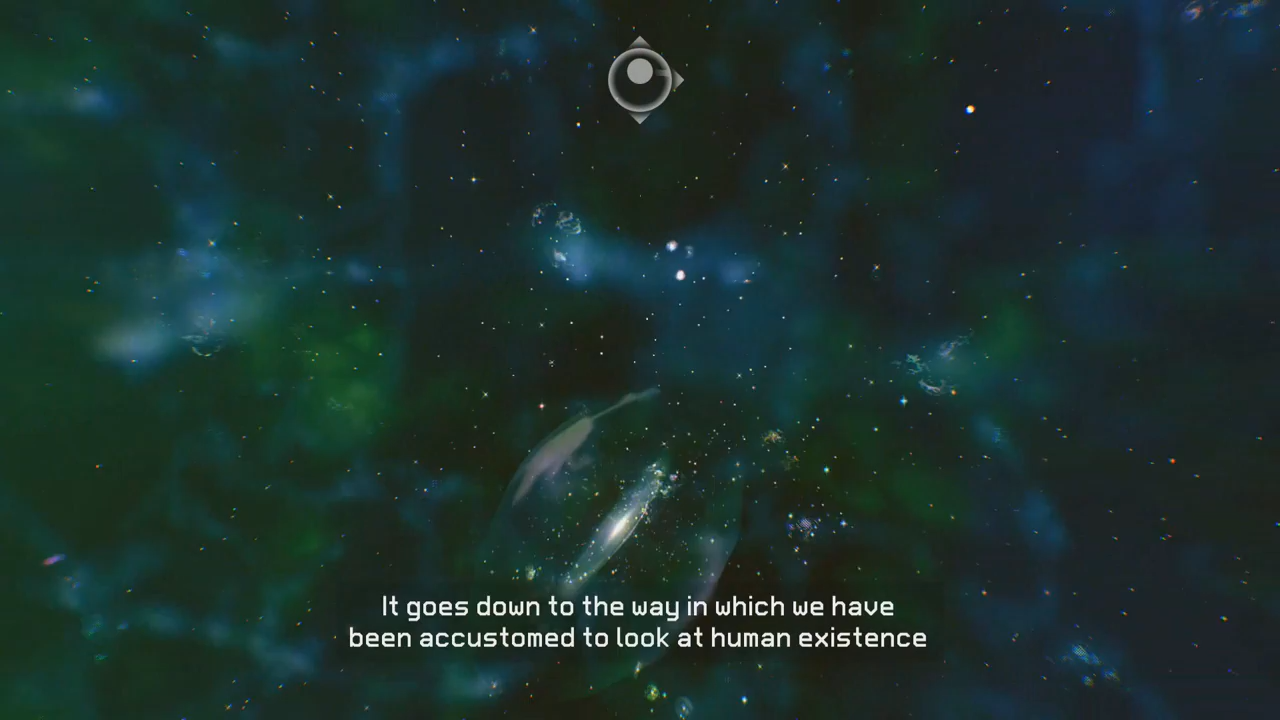 It goes down to the way in which we have
been accustomed to look at human existence